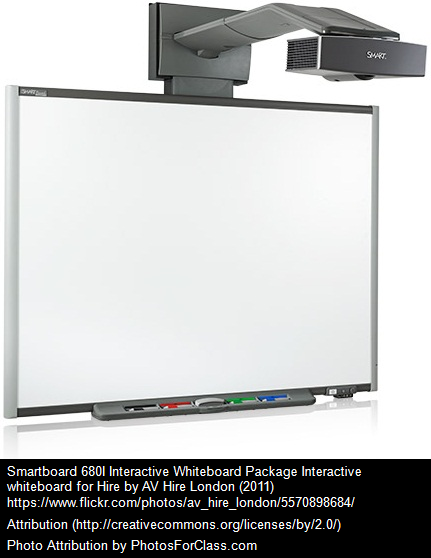 SMART
SMART
Smartboard 680I Interactive Whiteboard Package Interactive
whiteboard for Hire by AV Hire London (2011)
https://www.flickr.com/photos/av_hire_london/5570898684/
Attribution (http://creativecommons.org/licenses/by/2.0/)
Photo Attribution by PhotosForClass.com